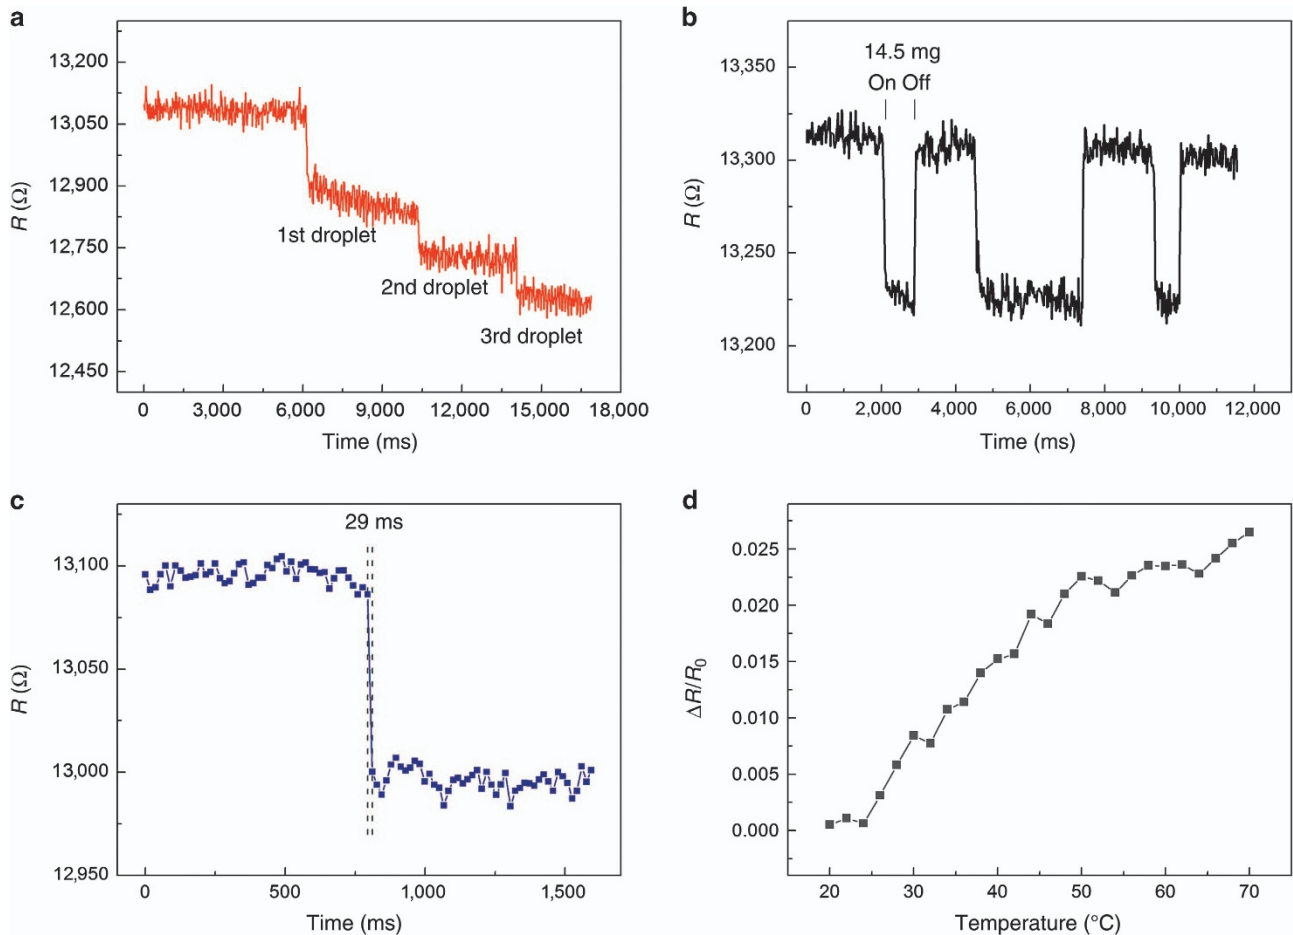 a
13,200
13,050
12,900
12,750
12,600
12,450
R (Ω)
1st droplet
2nd droplet
3rd droplet
0 3,000 6,000 9,000 12,000 15,000 18,000
Time (ms)
b
13,350
13,300
13,250
13,200
R (Ω)
14.5 mg
On Off
0 2,000 4,000 6,000 8,000 10,000 12,000
Time (ms)
c
13,100
13,050
13,000
12,950
R (Ω)
29 ms
0 500 1,000 1,500
Time (ms)
d
0.025
0.020
0.015
0.010
0.005
0.000
ΔR/R₀
20 30 40 50 60 70
Temperature (°C)